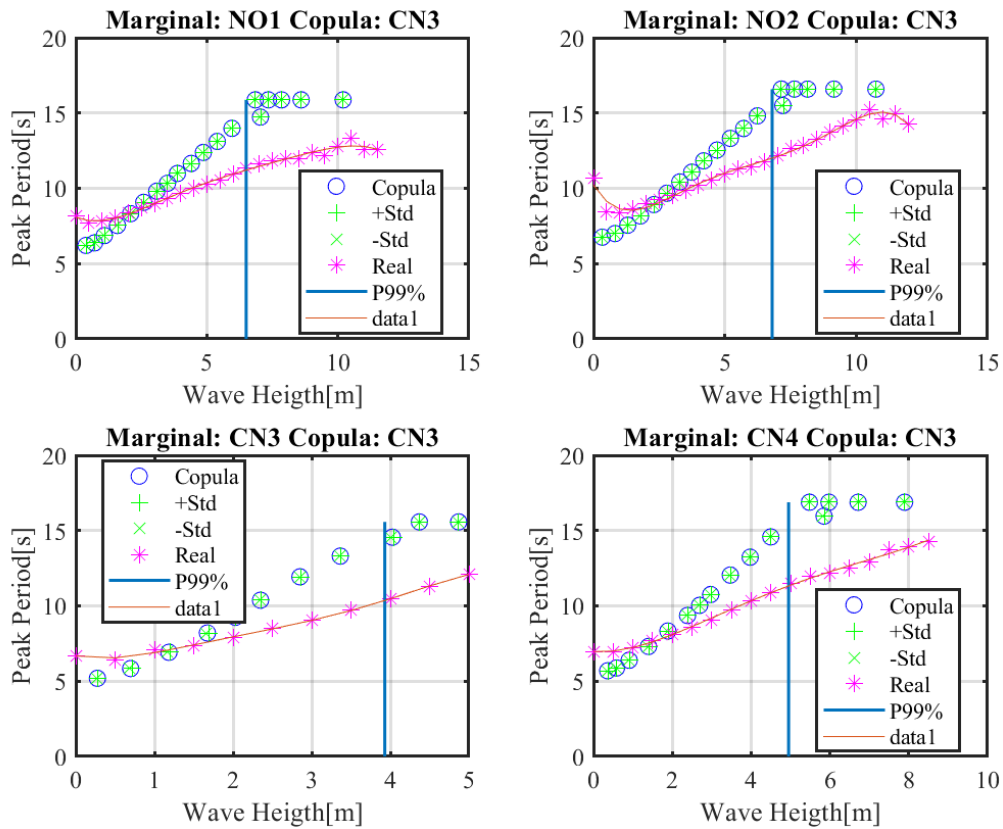 Marginal: NO1 Copula: CN3
20
15
10
5
0
Peak Period[s]
Copula
+Std
-Std
Real
P99%
data1
0 5 10 15
Wave Heigth[m]
Marginal: NO2 Copula: CN3
20
15
10
5
0
Peak Period[s]
Copula
+Std
-Std
Real
P99%
data1
0 5 10 15
Wave Heigth[m]
Marginal: CN3 Copula: CN3
20
15
10
5
0
Peak Period[s]
Copula
+Std
-Std
Real
P99%
data1
0 1 2 3 4 5
Wave Heigth[m]
Marginal: CN4 Copula: CN3
20
15
10
5
0
Peak Period[s]
Copula
+Std
-Std
Real
P99%
data1
0 2 4 6 8 10
Wave Heigth[m]